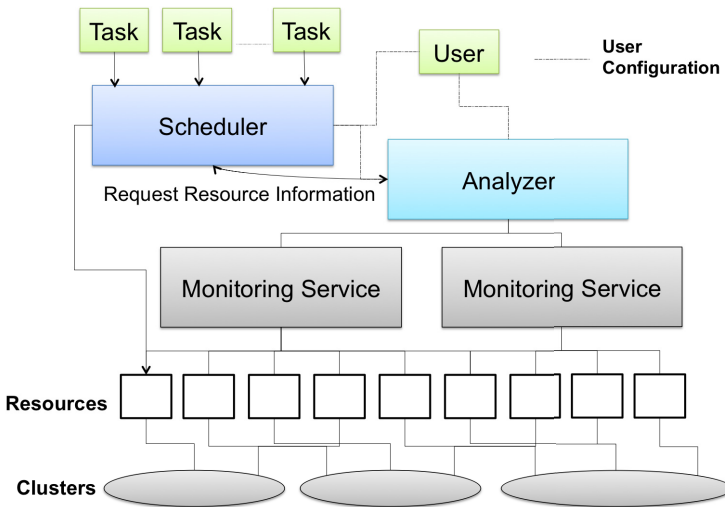 Task
Task
Task
User
User
Configuration
Scheduler
Request Resource Information
Analyzer
Monitoring Service
Monitoring Service
Resources
Clusters